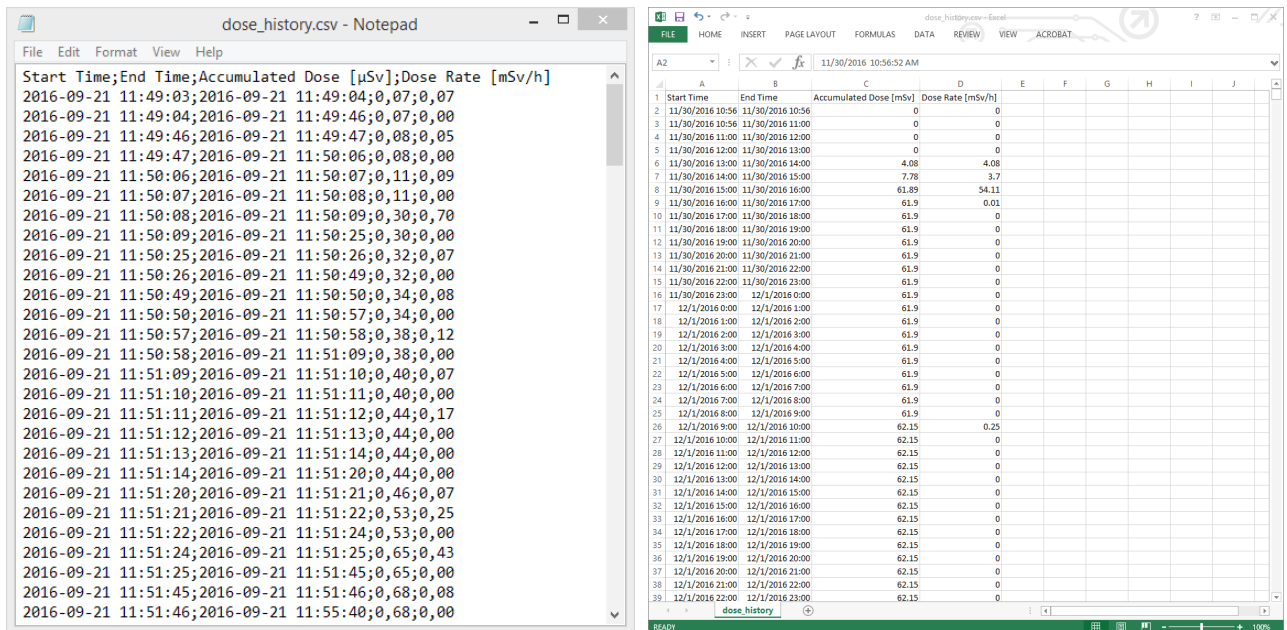 dose_history.csv - Notepad
File Edit Format View Help
Start Time;End Time;Accumulated Dose [µSv];Dose Rate [mSv/h]
2016-09-21 11:49:03;2016-09-21 11:49:04;0,07;0,07
2016-09-21 11:49:04;2016-09-21 11:49:46;0,07;0,00
2016-09-21 11:49:46;2016-09-21 11:49:47;0,08;0,05
2016-09-21 11:49:47;2016-09-21 11:50:06;0,08;0,00
2016-09-21 11:50:06;2016-09-21 11:50:07;0,11;0,09
2016-09-21 11:50:07;2016-09-21 11:50:08;0,11;0,00
2016-09-21 11:50:08;2016-09-21 11:50:09;0,30;0,70
2016-09-21 11:50:09;2016-09-21 11:50:25;0,30;0,00
2016-09-21 11:50:25;2016-09-21 11:50:26;0,32;0,07
2016-09-21 11:50:26;2016-09-21 11:50:49;0,32;0,00
2016-09-21 11:50:49;2016-09-21 11:50:50;0,34;0,08
2016-09-21 11:50:50;2016-09-21 11:50:57;0,34;0,00
2016-09-21 11:50:57;2016-09-21 11:50:58;0,38;0,12
2016-09-21 11:50:58;2016-09-21 11:51:09;0,38;0,00
2016-09-21 11:51:09;2016-09-21 11:51:10;0,40;0,07
2016-09-21 11:51:10;2016-09-21 11:51:11;0,40;0,00
2016-09-21 11:51:11;2016-09-21 11:51:12;0,44;0,17
2016-09-21 11:51:12;2016-09-21 11:51:13;0,44;0,00
2016-09-21 11:51:13;2016-09-21 11:51:14;0,44;0,00
2016-09-21 11:51:14;2016-09-21 11:51:20;0,44;0,00
2016-09-21 11:51:20;2016-09-21 11:51:21;0,46;0,07
2016-09-21 11:51:21;2016-09-21 11:51:22;0,53;0,25
2016-09-21 11:51:22;2016-09-21 11:51:24;0,53;0,00
2016-09-21 11:51:24;2016-09-21 11:51:25;0,65;0,43
2016-09-21 11:51:25;2016-09-21 11:51:45;0,65;0,00
2016-09-21 11:51:45;2016-09-21 11:51:46;0,68;0,08
2016-09-21 11:51:46;2016-09-21 11:55:40;0,68;0,00
dose_history.csv - Excel
FILE HOME INSERT PAGE LAYOUT FORMULAS DATA REVIEW VIEW ACROBAT
A2 fx 11/30/2016 10:56:52 AM
A B C D E F G H I J
1 Start Time End Time Accumulated Dose [mSv] Dose Rate [mSv/h]
2 11/30/2016 10:56 11/30/2016 10:56 0 0
3 11/30/2016 10:56 11/30/2016 11:00 0 0
4 11/30/2016 11:00 11/30/2016 12:00 0 0
5 11/30/2016 12:00 11/30/2016 13:00 0 0
6 11/30/2016 13:00 11/30/2016 14:00 4.08 4.08
7 11/30/2016 14:00 11/30/2016 15:00 7.78 3.7
8 11/30/2016 15:00 11/30/2016 16:00 61.89 54.11
9 11/30/2016 16:00 11/30/2016 17:00 61.9 0.01
10 11/30/2016 17:00 11/30/2016 18:00 61.9 0
11 11/30/2016 18:00 11/30/2016 19:00 61.9 0
12 11/30/2016 19:00 11/30/2016 20:00 61.9 0
13 11/30/2016 20:00 11/30/2016 21:00 61.9 0
14 11/30/2016 21:00 11/30/2016 22:00 61.9 0
15 11/30/2016 22:00 11/30/2016 23:00 61.9 0
16 11/30/2016 23:00 12/1/2016 0:00 61.9 0
17 12/1/2016 0:00 12/1/2016 1:00 61.9 0
18 12/1/2016 1:00 12/1/2016 2:00 61.9 0
19 12/1/2016 2:00 12/1/2016 3:00 61.9 0
20 12/1/2016 3:00 12/1/2016 4:00 61.9 0
21 12/1/2016 4:00 12/1/2016 5:00 61.9 0
22 12/1/2016 5:00 12/1/2016 6:00 61.9 0
23 12/1/2016 6:00 12/1/2016 7:00 61.9 0
24 12/1/2016 7:00 12/1/2016 8:00 61.9 0
25 12/1/2016 8:00 12/1/2016 9:00 61.9 0
26 12/1/2016 9:00 12/1/2016 10:00 62.15 0.25
27 12/1/2016 10:00 12/1/2016 11:00 62.15 0
28 12/1/2016 11:00 12/1/2016 12:00 62.15 0
29 12/1/2016 12:00 12/1/2016 13:00 62.15 0
30 12/1/2016 13:00 12/1/2016 14:00 62.15 0
31 12/1/2016 14:00 12/1/2016 15:00 62.15 0
32 12/1/2016 15:00 12/1/2016 16:00 62.15 0
33 12/1/2016 16:00 12/1/2016 17:00 62.15 0
34 12/1/2016 17:00 12/1/2016 18:00 62.15 0
35 12/1/2016 18:00 12/1/2016 19:00 62.15 0
36 12/1/2016 19:00 12/1/2016 20:00 62.15 0
37 12/1/2016 20:00 12/1/2016 21:00 62.15 0
38 12/1/2016 21:00 12/1/2016 22:00 62.15 0
39 12/1/2016 22:00 12/1/2016 23:00 62.15 0
dose_history
READY 100%